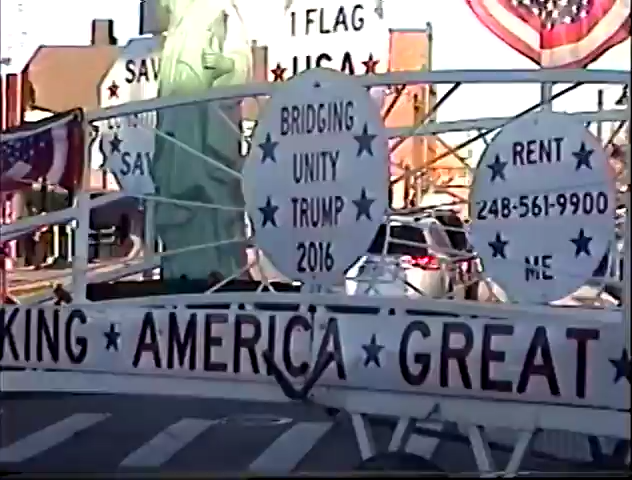 1 FLAG
USA
SAV
SAV
BRIDGING
UNITY
TRUMP
2016
RENT
248-561-9900
ME
KING AMERICA GREAT